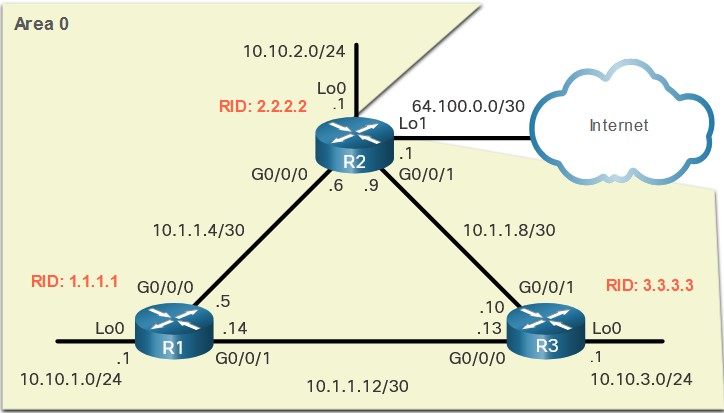 Area 0
10.10.2.0/24
Lo0
.1
RID: 2.2.2.2
64.100.0.0/30
Lo1
.1
Internet
R2
G0/0/0
.6
.9
G0/0/1
10.1.1.4/30
10.1.1.8/30
RID: 1.1.1.1
G0/0/0
.5
G0/0/1
.10
RID: 3.3.3.3
Lo0
.1
R1
.14
G0/0/1
10.10.1.0/24
10.1.1.12/30
.13
G0/0/0
R3
Lo0
.1
10.10.3.0/24